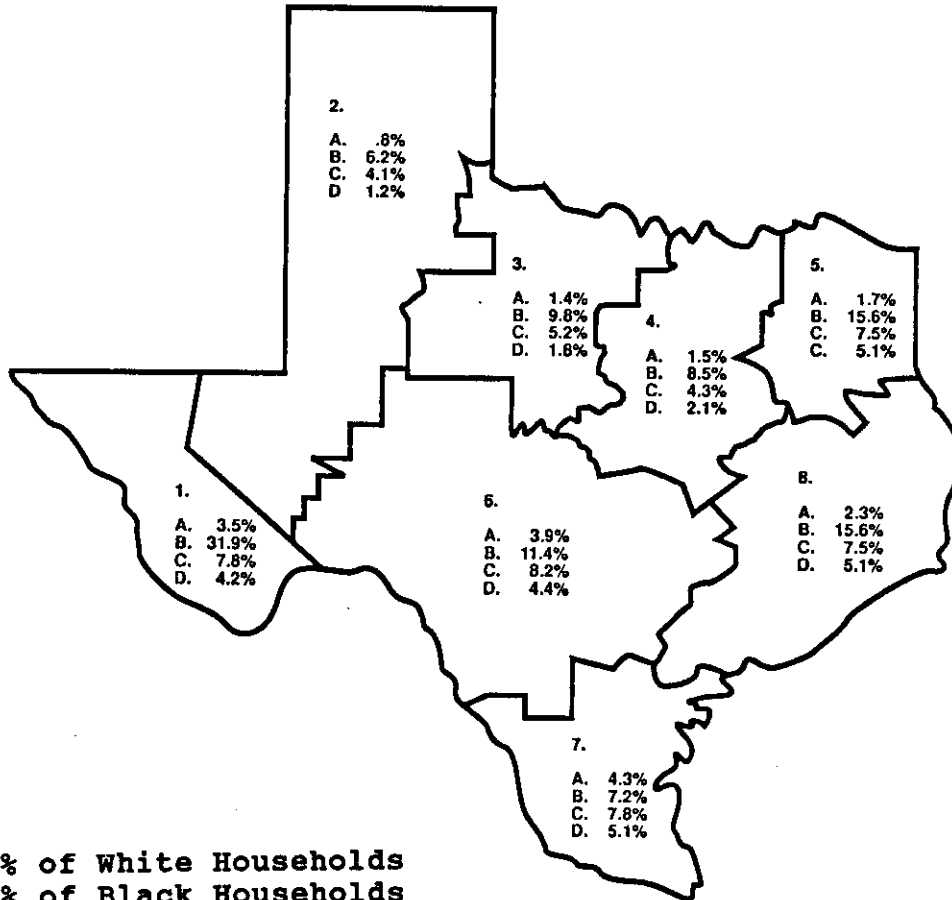 2.
A. .8%
B. 6.2%
C. 4.1%
D 1.2%
3.
A. 1.4%
B. 9.8%
C. 5.2%
D. 1.8%
5.
A. 1.7%
B. 15.6%
C. 7.5%
C. 5.1%
4.
A. 1.5%
B. 8.5%
C. 4.3%
D. 2.1%
1.
A. 3.5%
B. 31.9%
C. 7.8%
D. 4.2%
6.
A. 3.9%
B. 11.4%
C. 8.2%
D. 4.4%
8.
A. 2.3%
B. 15.6%
C. 7.5%
D. 5.1%
7.
A. 4.3%
B. 7.2%
C. 7.8%
D. 5.1%
% of White Households
% of Black Households